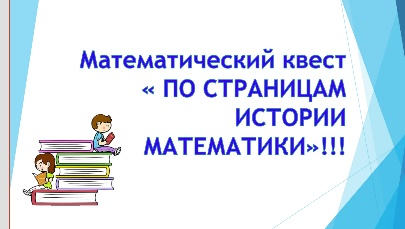 Математический квест
« ПО СТРАНИЦАМ
ИСТОРИИ
МАТЕМАТИКИ»!!!